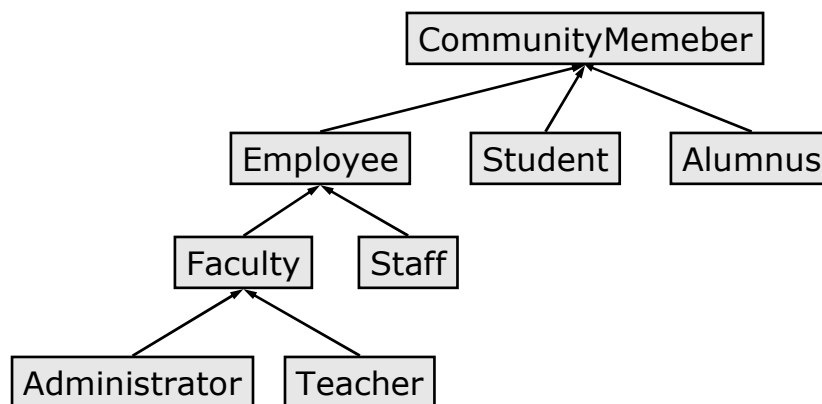 CommunityMemeber
Employee
Student
Alumnus
Faculty
Staff
Administrator
Teacher